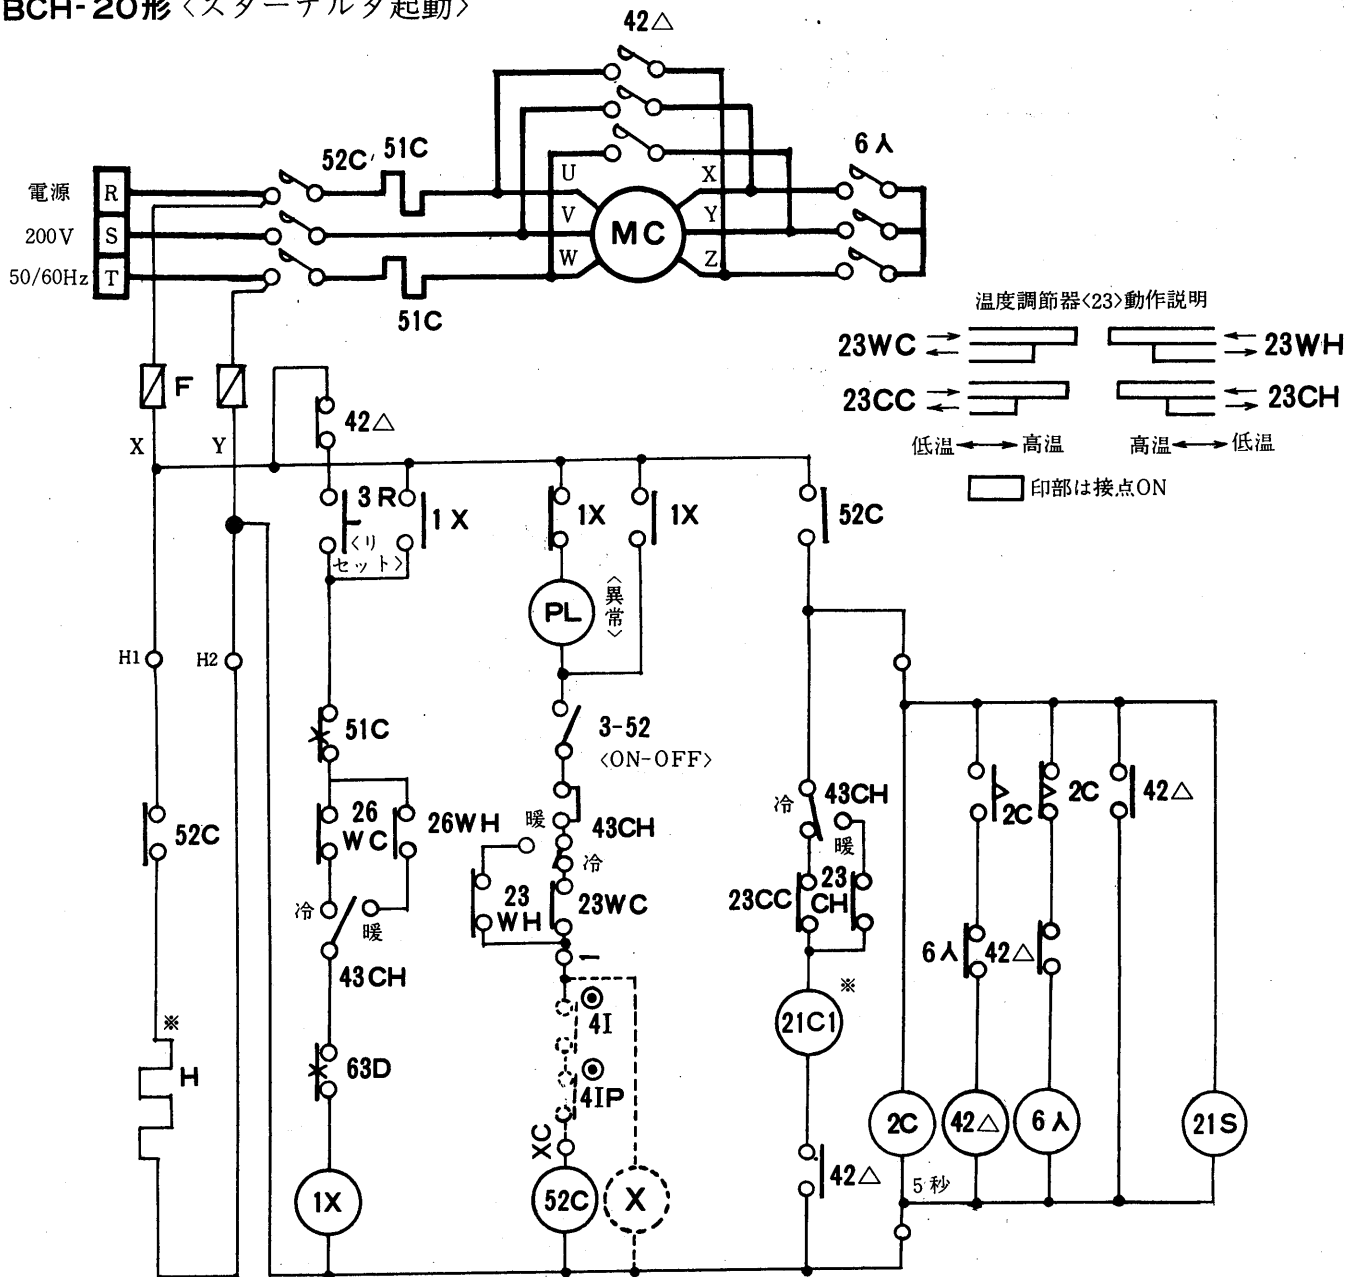 BCH-20形〈スターデルタ起動〉
42△
52C
51C
6人
電源
200V
50/60Hz
R
S
T
U
V
W
MC
X
Y
Z
51C
温度調節器〈23〉動作説明
23WC
23WH
23CC
23CH
低温
高温
高温
低温
印部は接点ON
F
X
Y
42△
3R
〈リ
セット〉
1X
1X
1X
52C
PL
〈異常〉
H1
H2
51C
3-52
〈ON-OFF〉
52C
26
WC
26WH
暖
43CH
冷
冷
43CH
暖
2C
2C
42△
23
WH
23WC
23CC
23
CH
冷
暖
43CH
1
6人
42△
※
H
63D
4I
4IP
※
21C1
XC
1X
52C
X
42△
2C
42△
6人
21S
5秒